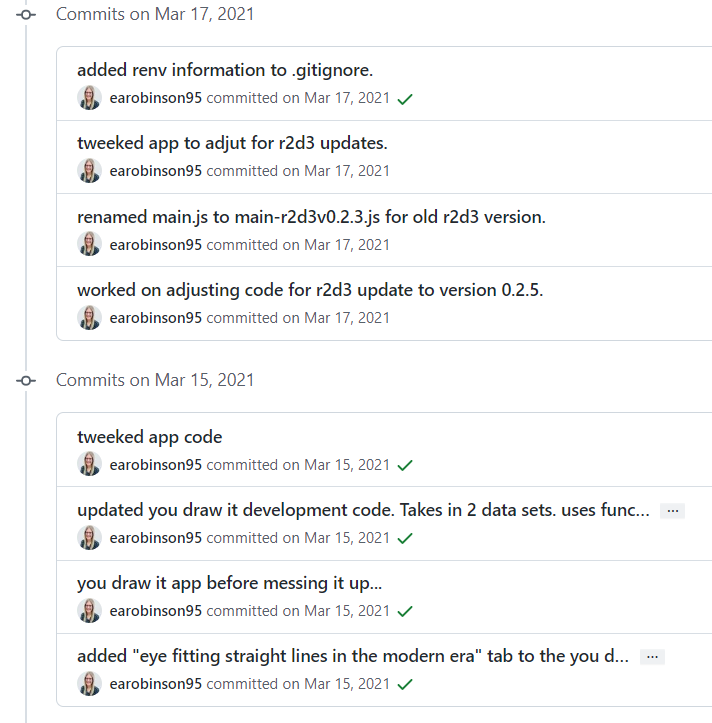 Commits on Mar 17, 2021
added renv information to .gitignore.
earobinson95 committed on Mar 17, 2021
tweeked app to adjut for r2d3 updates.
earobinson95 committed on Mar 17, 2021
renamed main.js to main-r2d3v0.2.3.js for old r2d3 version.
earobinson95 committed on Mar 17, 2021
worked on adjusting code for r2d3 update to version 0.2.5.
earobinson95 committed on Mar 17, 2021
Commits on Mar 15, 2021
tweeked app code
earobinson95 committed on Mar 15, 2021
updated you draw it development code. Takes in 2 data sets. uses func... ...
earobinson95 committed on Mar 15, 2021
you draw it app before messing it up...
earobinson95 committed on Mar 15, 2021
added "eye fitting straight lines in the modern era" tab to the you d... ...
earobinson95 committed on Mar 15, 2021